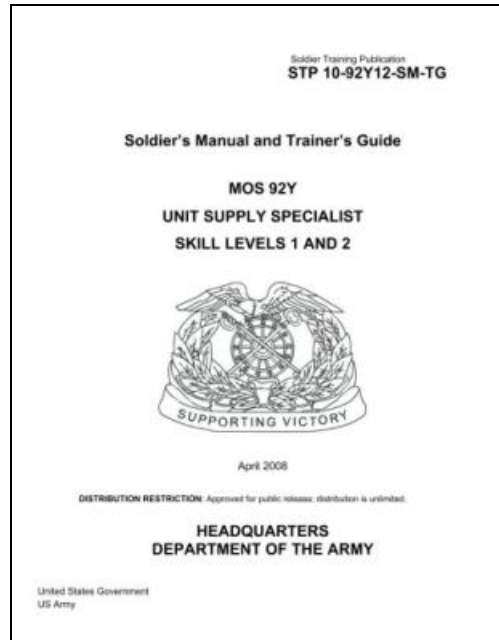 Soldier Training Publication
STP 10-92Y12-SM-TG
Soldier's Manual and Trainer's Guide
MOS 92Y
UNIT SUPPLY SPECIALIST
SKILL LEVELS 1 AND 2
SUPPORTING VICTORY
April 2008
DISTRIBUTION RESTRICTION: Approved for public release; distribution is unlimited.
HEADQUARTERS
DEPARTMENT OF THE ARMY
United States Government
US Army